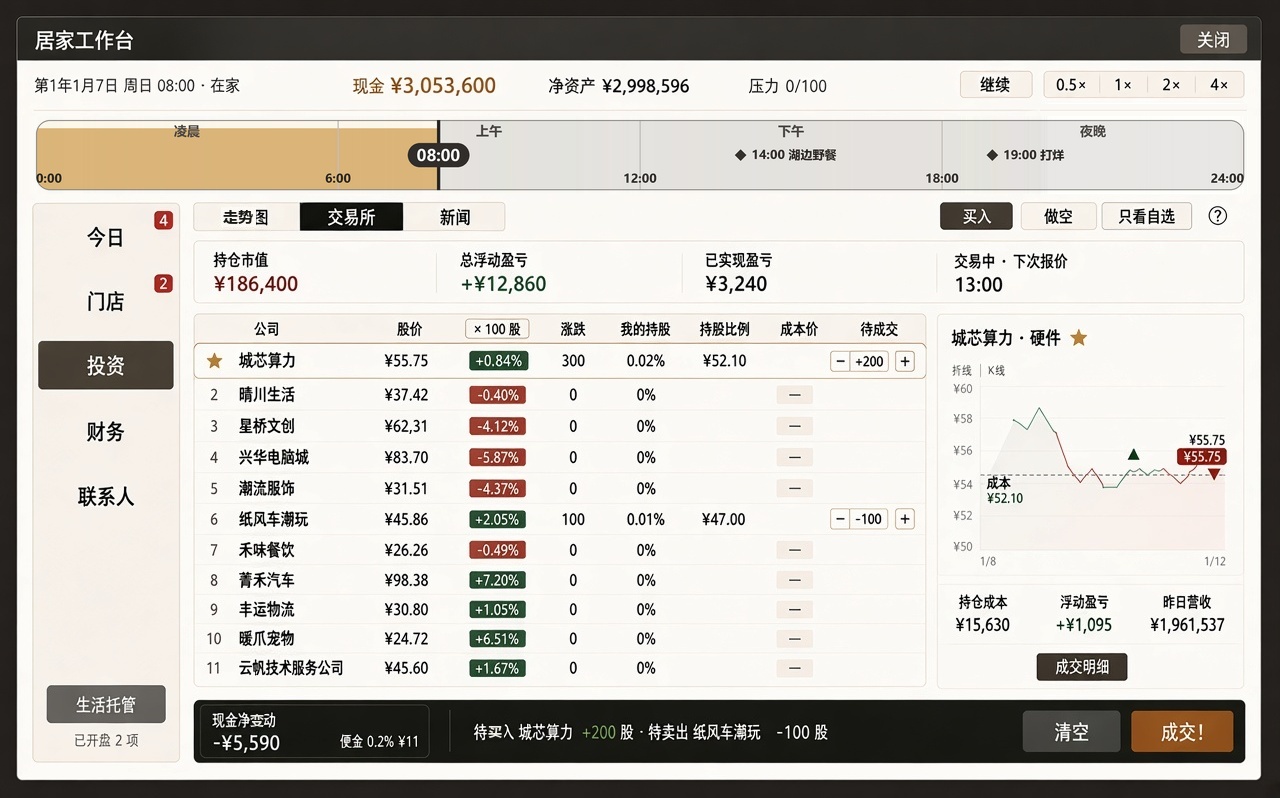 居家工作台
关闭
第1年1月7日 周日 08:00 · 在家
现金 ¥3,053,600
净资产 ¥2,998,696
压力 0/100
继续
0.5× 1× 2× 4×
凌晨 上午 下午 夜晚
08:00
◆ 14:00 湖边野餐
◆ 19:00 打烊
0:00 6:00 12:00 18:00 24:00
今日 4
门店 2
投资
财务
联系人
生活托管
已开盘 2 项
走势图 交易所 新闻
买入 做空 只看自选 ?
持仓市值 总浮动盈亏 已实现盈亏 交易中 · 下次报价
¥186,400 +¥12,860 ¥3,240 13:00
公司 股价 × 100 股 涨跌 我的持股 持股比例 成本价 待成交
★ 城芯算力 ¥55.75 +0.84% 300 0.02% ¥52.10 − +200 +
2 晴川生活 ¥37.42 -0.40% 0 0% —
3 星桥文创 ¥62,31 -4.12% 0 0% —
4 兴华电脑城 ¥83.70 -5.87% 0 0% —
5 潮流服饰 ¥31.51 -4.37% 0 0% —
6 纸风车潮玩 ¥45.86 +2.05% 100 0.01% ¥47.00 − -100 +
7 禾味餐饮 ¥26.26 -0.49% 0 0% —
8 菁禾汽车 ¥98.38 +7.20% 0 0% —
9 丰运物流 ¥30.80 +1.05% 0 0% —
10 暖爪宠物 ¥24.72 +6.51% 0 0% —
11 云帆技术服务公司 ¥45.60 +1.67% 0 0% —
城芯算力 · 硬件 ★
折线 | K线
¥60
¥58
¥56
¥54
¥52
¥50
¥55.75
¥55.75
成本
¥52.10
1/8 1/12
持仓成本 浮动盈亏 昨日营收
¥15,630 +¥1,095 ¥1,961,537
成交明细
现金净变动
-¥5,590
便金 0.2% ¥11
待买入 城芯算力 +200 股 · 待卖出 纸风车潮玩 -100 股
清空
成交！